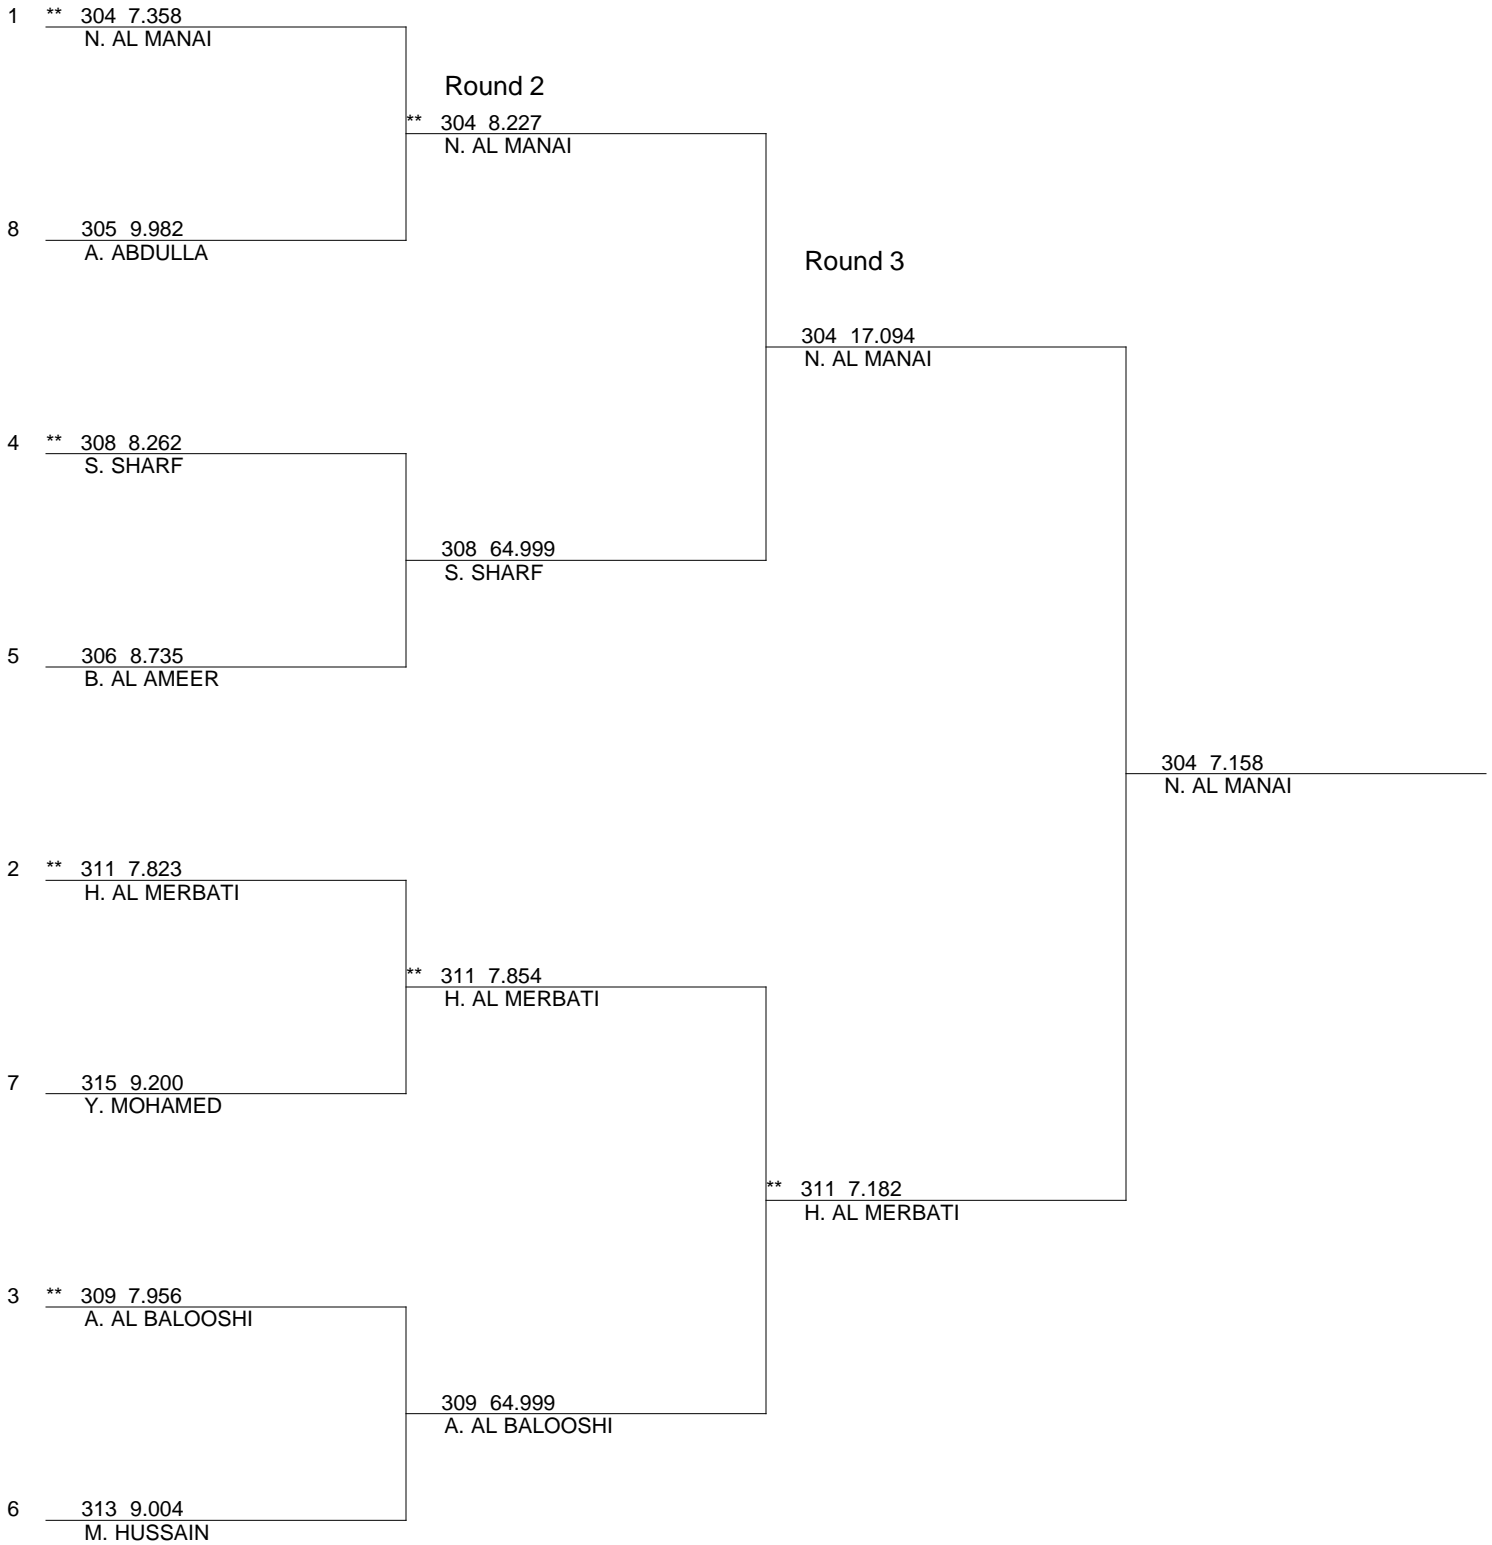 1 ** 304 7.358
N. AL MANAI
Round 2
** 304 8.227
N. AL MANAI
8 305 9.982
A. ABDULLA
Round 3
304 17.094
N. AL MANAI
4 ** 308 8.262
S. SHARF
308 64.999
S. SHARF
5 306 8.735
B. AL AMEER
304 7.158
N. AL MANAI
2 ** 311 7.823
H. AL MERBATI
** 311 7.854
H. AL MERBATI
7 315 9.200
Y. MOHAMED
** 311 7.182
H. AL MERBATI
3 ** 309 7.956
A. AL BALOOSHI
309 64.999
A. AL BALOOSHI
6 313 9.004
M. HUSSAIN